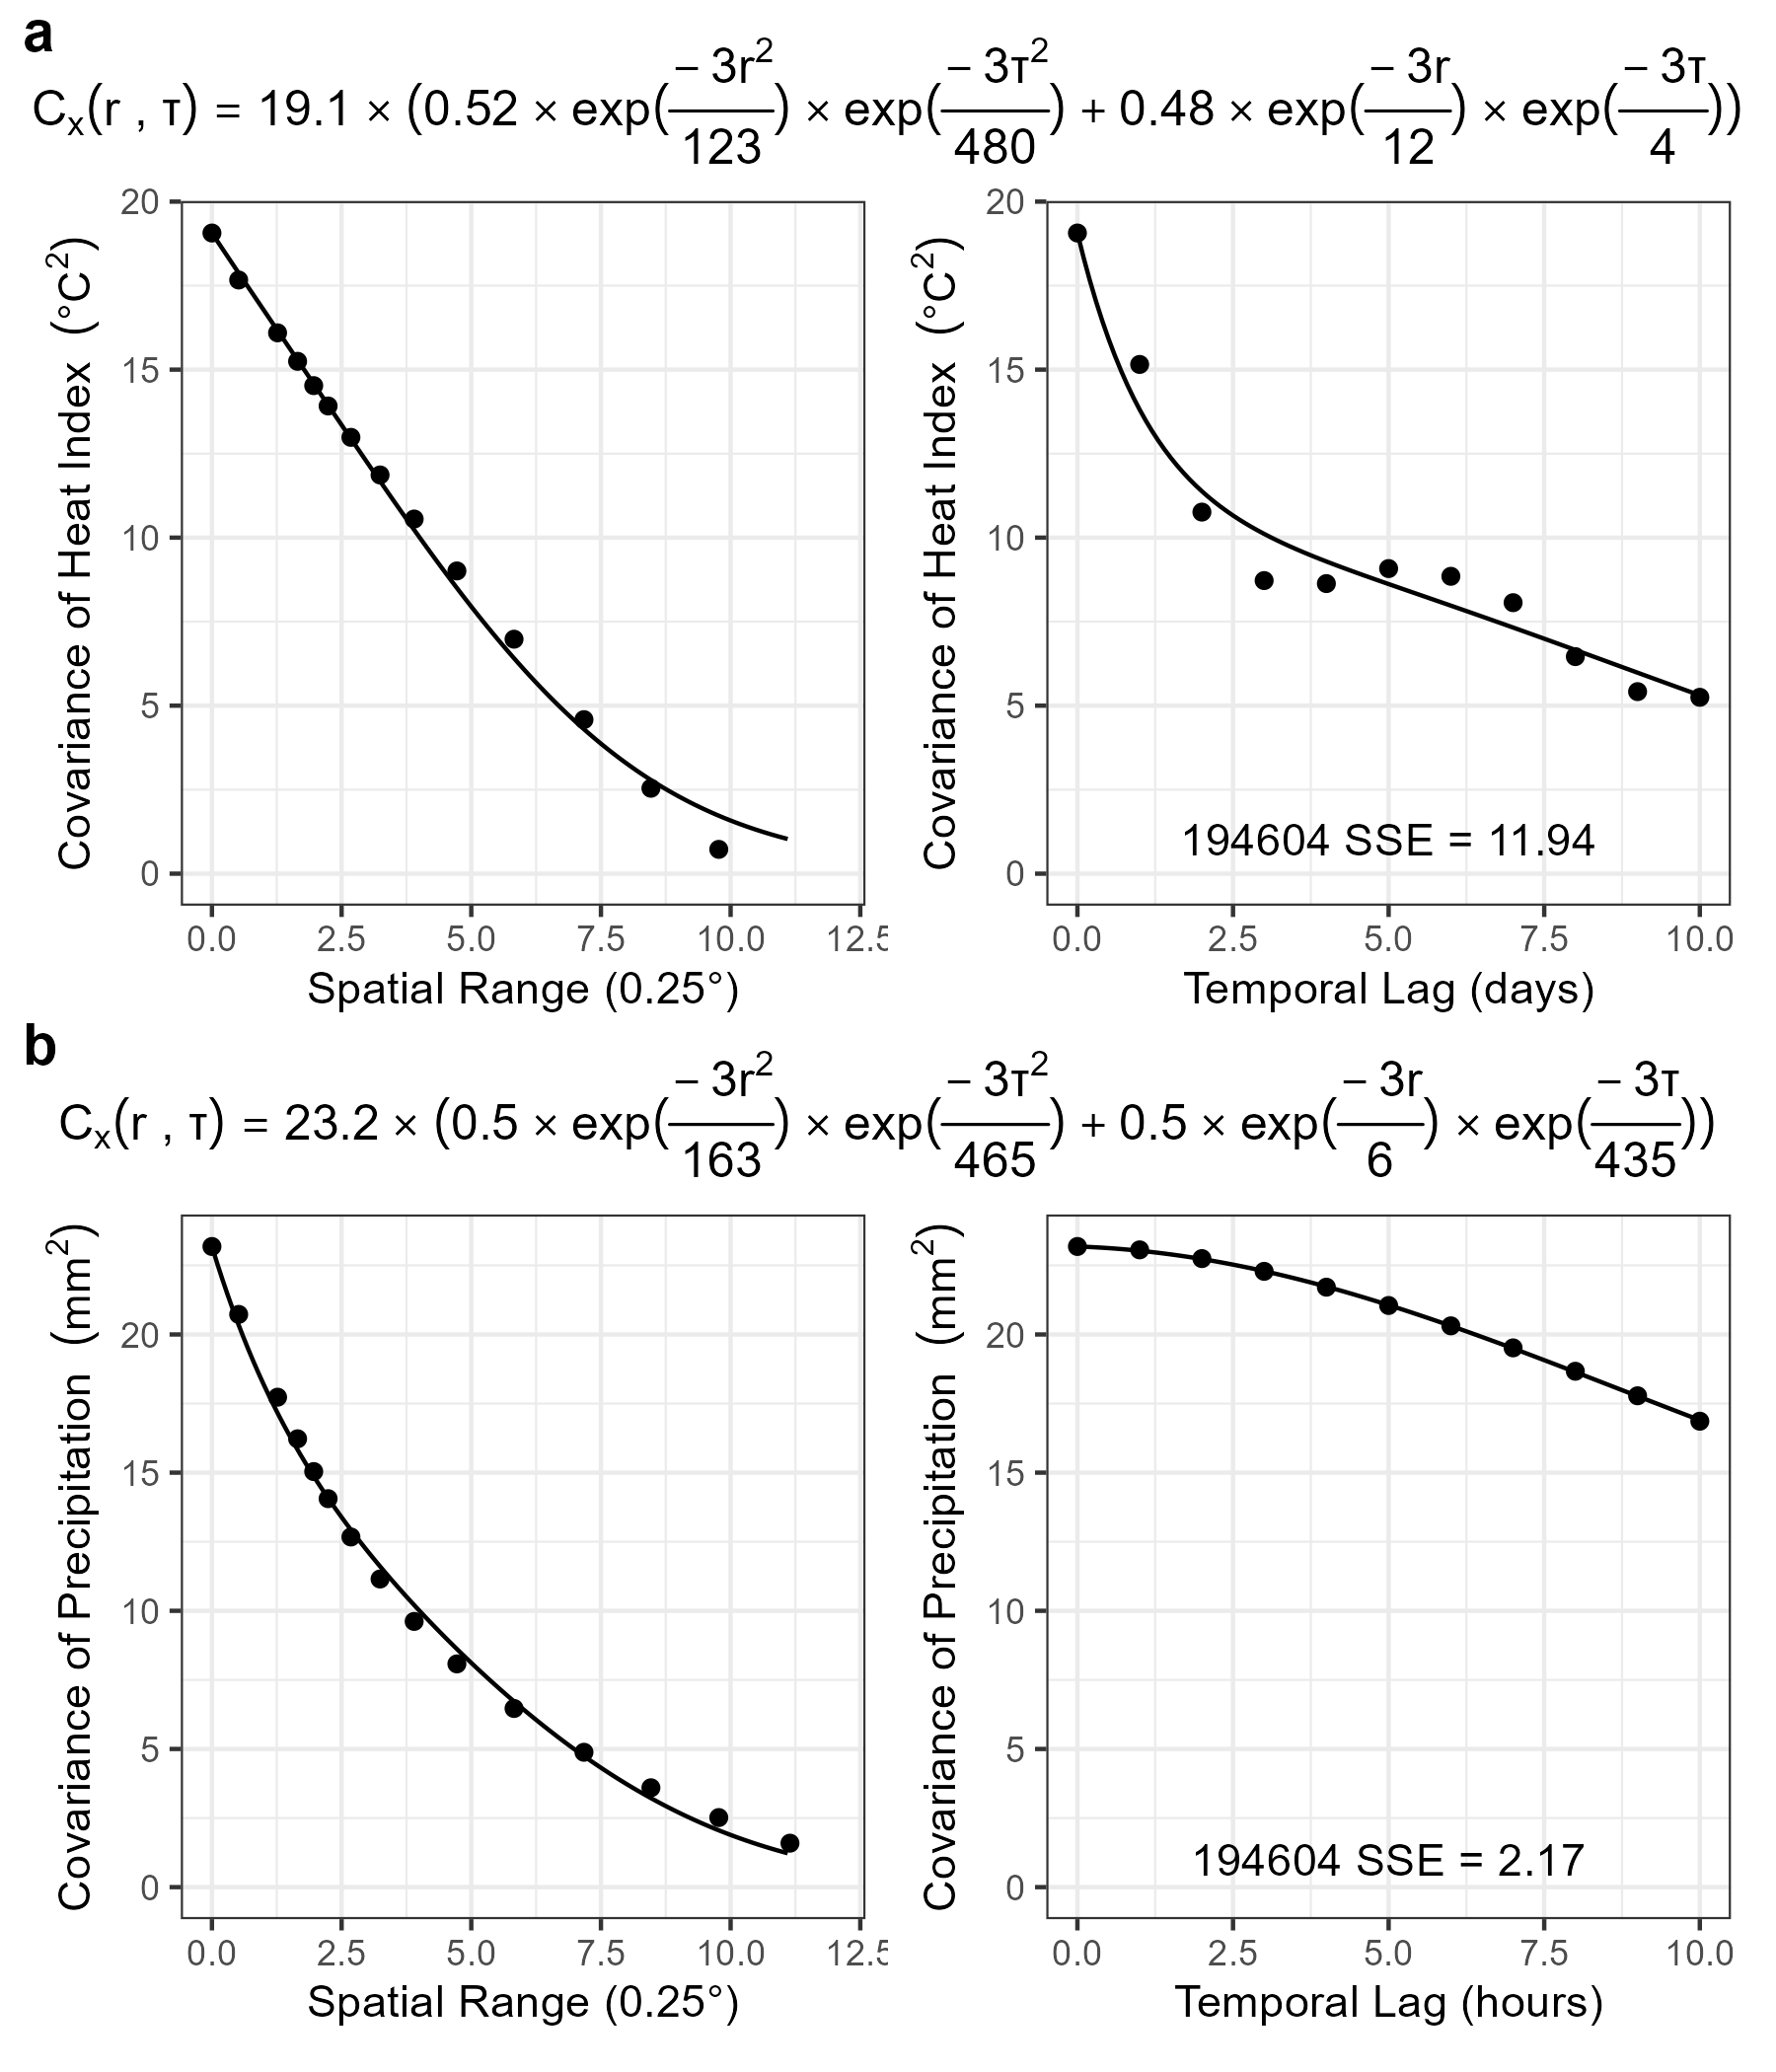 a
Cₓ(r , τ) = 19.1 × (0.52 × exp(−3r²/123) × exp(−3τ²/480) + 0.48 × exp(−3r/12) × exp(−3τ/4))
Covariance of Heat Index (°C²)
20
15
10
5
0
0.0 2.5 5.0 7.5 10.0 12.5
Spatial Range (0.25°)
Covariance of Heat Index (°C²)
20
15
10
5
0
194604 SSE = 11.94
0.0 2.5 5.0 7.5 10.0
Temporal Lag (days)
b
Cₓ(r , τ) = 23.2 × (0.5 × exp(−3r²/163) × exp(−3τ²/465) + 0.5 × exp(−3r/6) × exp(−3τ/435))
Covariance of Precipitation (mm²)
20
15
10
5
0
0.0 2.5 5.0 7.5 10.0 12.5
Spatial Range (0.25°)
Covariance of Precipitation (mm²)
20
15
10
5
0
194604 SSE = 2.17
0.0 2.5 5.0 7.5 10.0
Temporal Lag (hours)